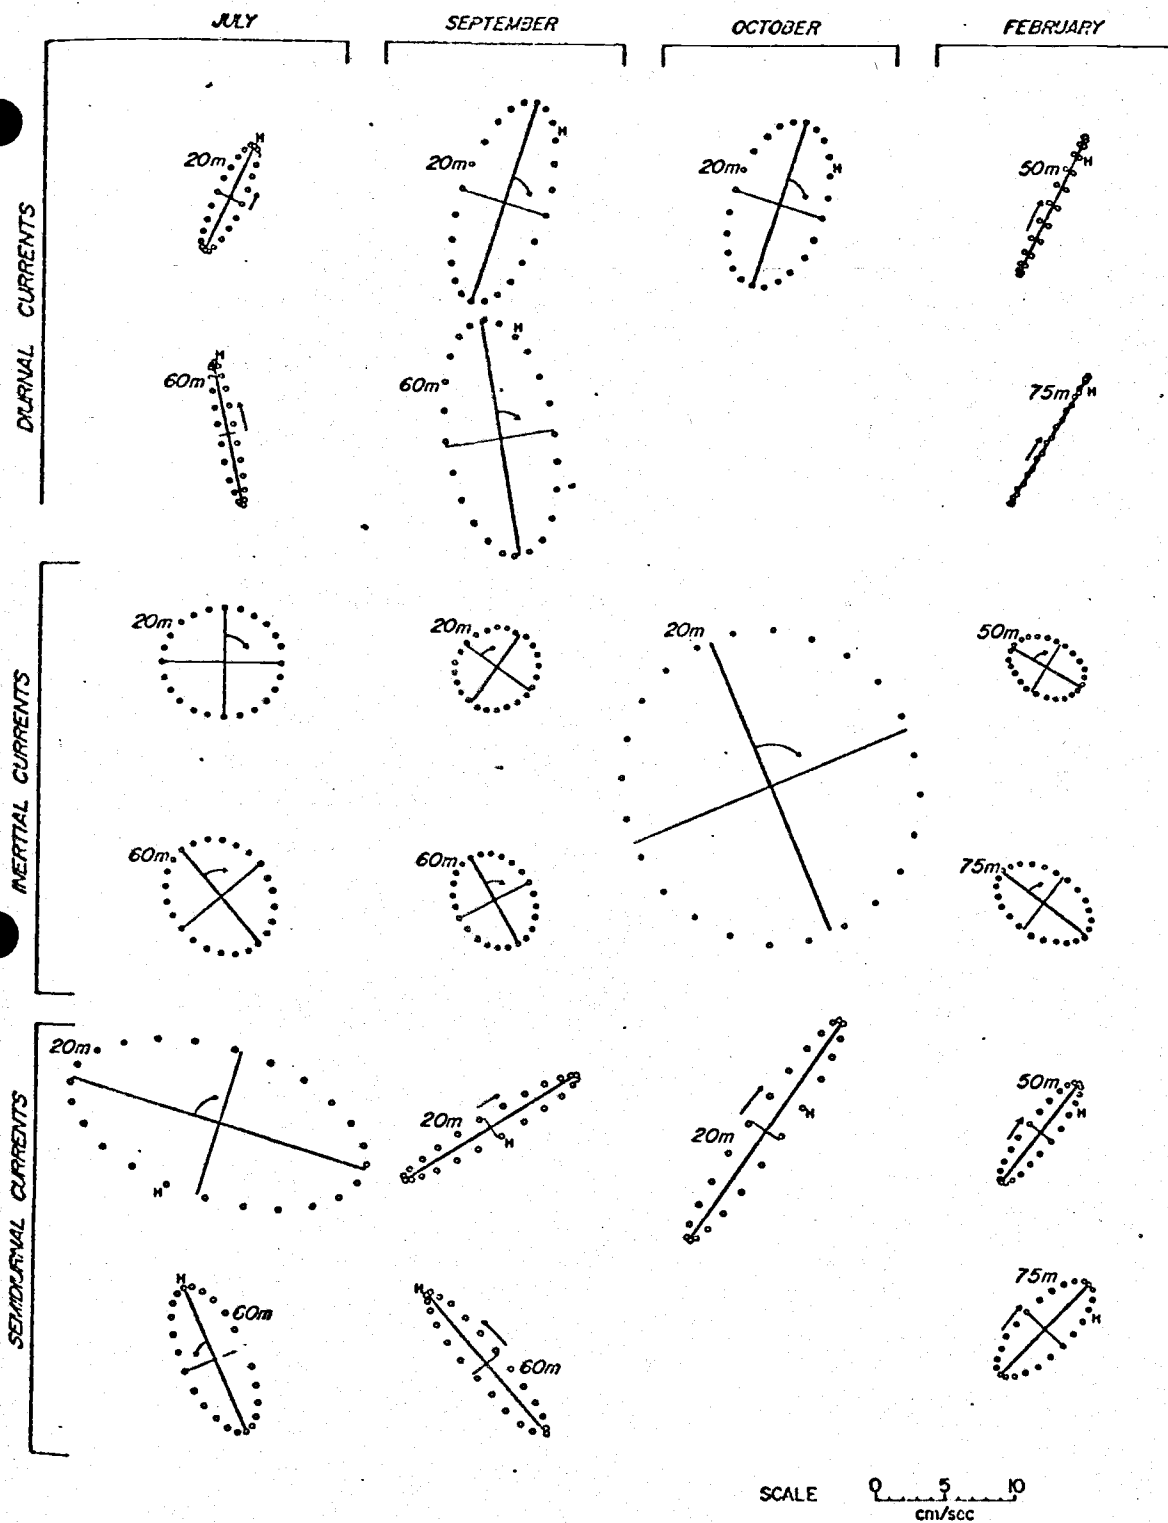 JULY SEPTEMBER OCTOBER FEBRUARY
DIURNAL CURRENTS
H H H H
20m 20m 20m 50m
H H H
60m 60m 75m
INERTIAL CURRENTS
20m 20m 20m 50m
60m 60m 75m
SEMIDIURNAL CURRENTS
20m 20m 20m 50m
H H H H
H H H
60m 60m 75m
SCALE 0 5 10
cm/sec